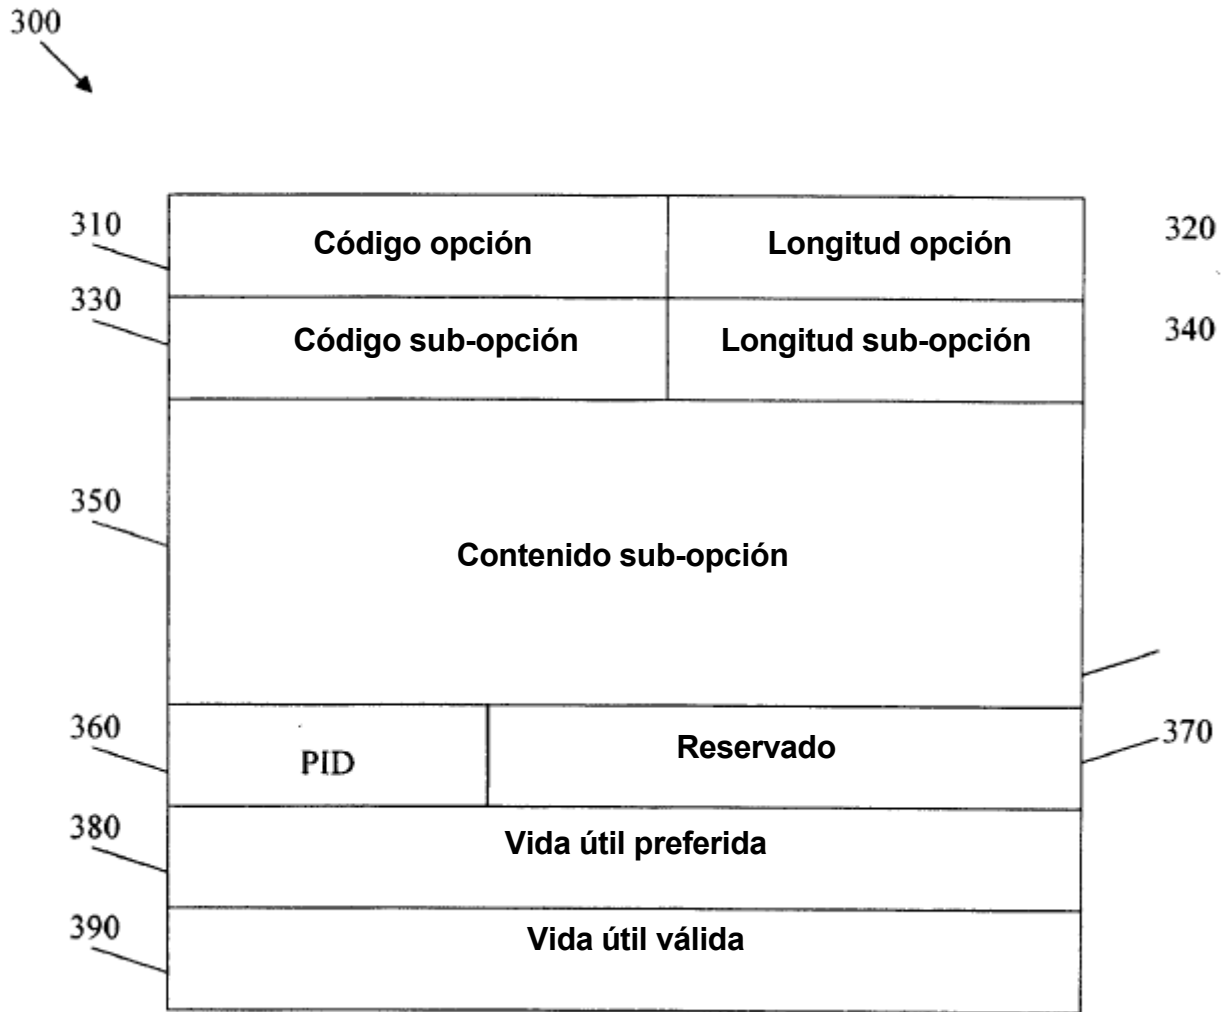 300
310 Código opción Longitud opción 320
330 Código sub-opción Longitud sub-opción 340
350 Contenido sub-opción
360 PID Reservado 370
380 Vida útil preferida
390 Vida útil válida